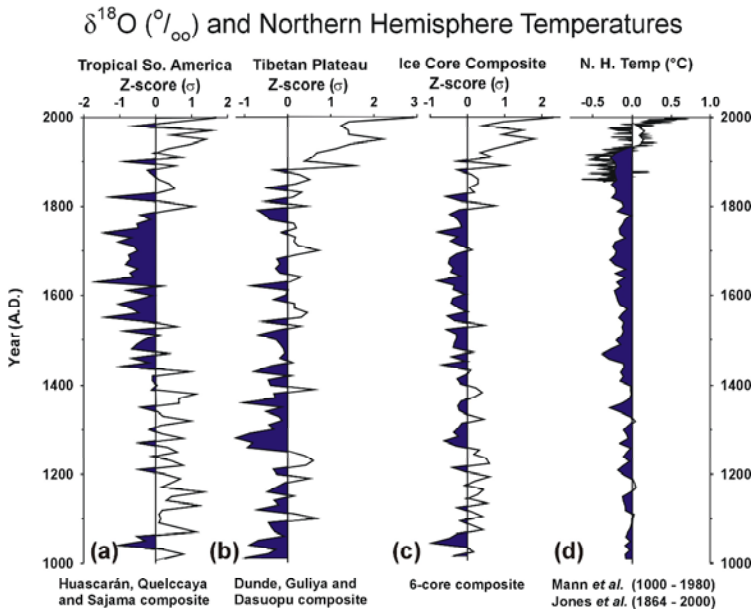 δ18O (o/oo) and Northern Hemisphere Temperatures
Tropical So. America Tibetan Plateau Ice Core Composite N. H. Temp (°C)
Z-score (σ) Z-score (σ) Z-score (σ)
-2 -1 0 1 2 0 1 2 3 -1 0 1 2 -0.5 0.0 0.5 1.0
2000 2000
1800 1800
1600 1600
1400 1400
1200 1200
1000 1000
Year (A.D.)
(a) (b) (c) (d)
Huascarán, Quelccaya Dunde, Guliya and 6-core composite Mann et al. (1000 - 1980)
and Sajama composite Dasuopu composite Jones et al. (1864 - 2000)